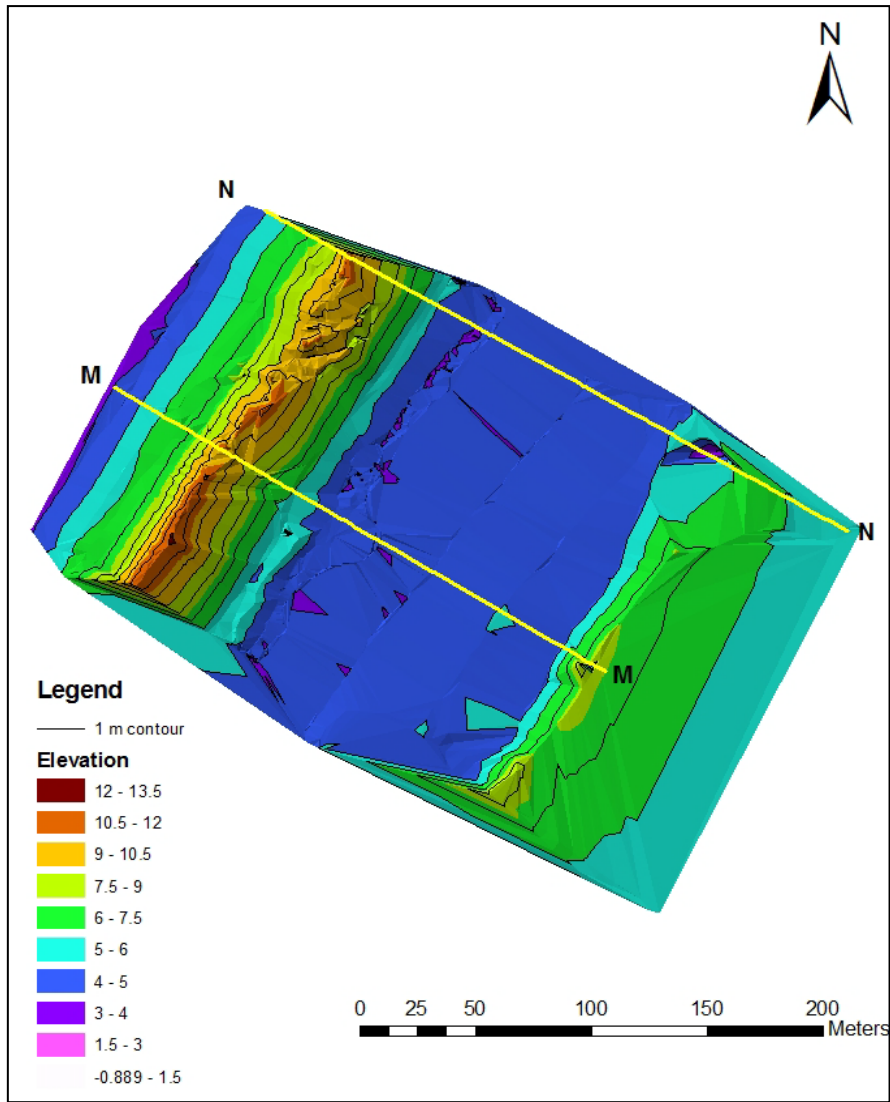 N
N
M
N
M
Legend
1 m contour
Elevation
12 - 13.5
10.5 - 12
9 - 10.5
7.5 - 9
6 - 7.5
5 - 6
4 - 5
3 - 4
1.5 - 3
-0.889 - 1.5
0 25 50 100 150 200
Meters